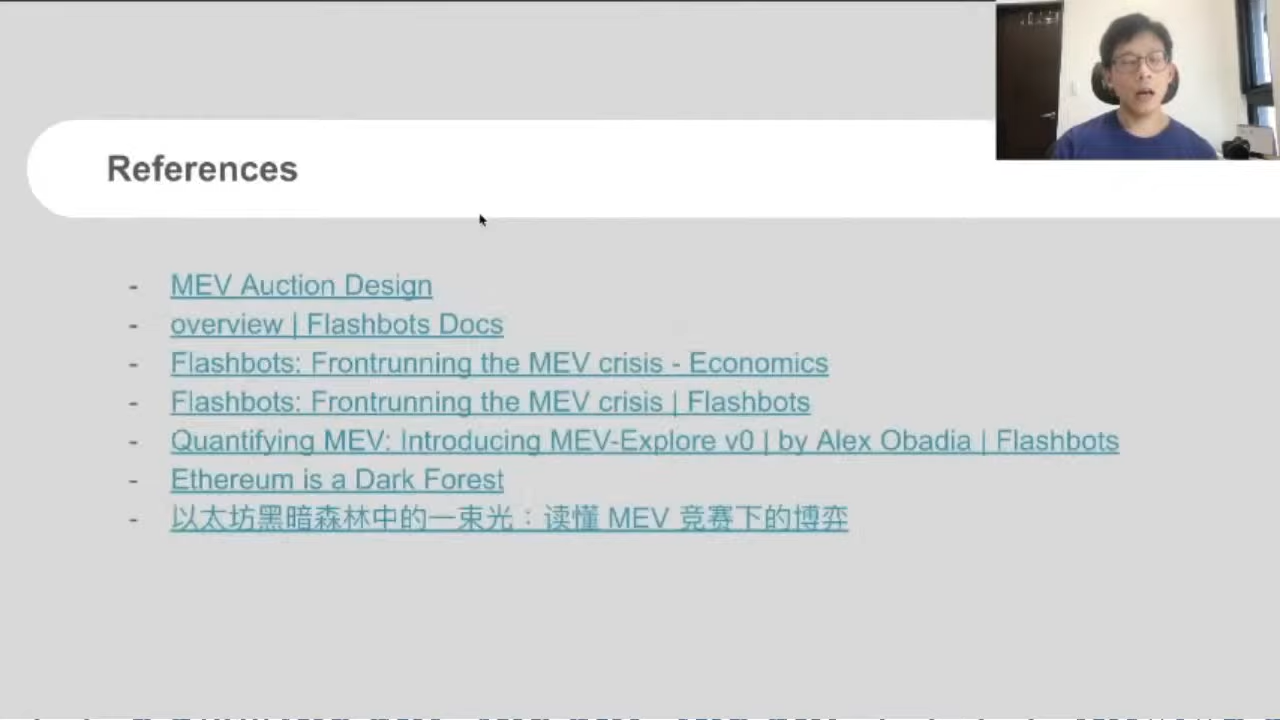 References
- MEV Auction Design
- overview | Flashbots Docs
- Flashbots: Frontrunning the MEV crisis - Economics
- Flashbots: Frontrunning the MEV crisis | Flashbots
- Quantifying MEV: Introducing MEV-Explore v0 | by Alex Obadia | Flashbots
- Ethereum is a Dark Forest
- 以太坊黑暗森林中的一束光：读懂 MEV 竞赛下的博弈